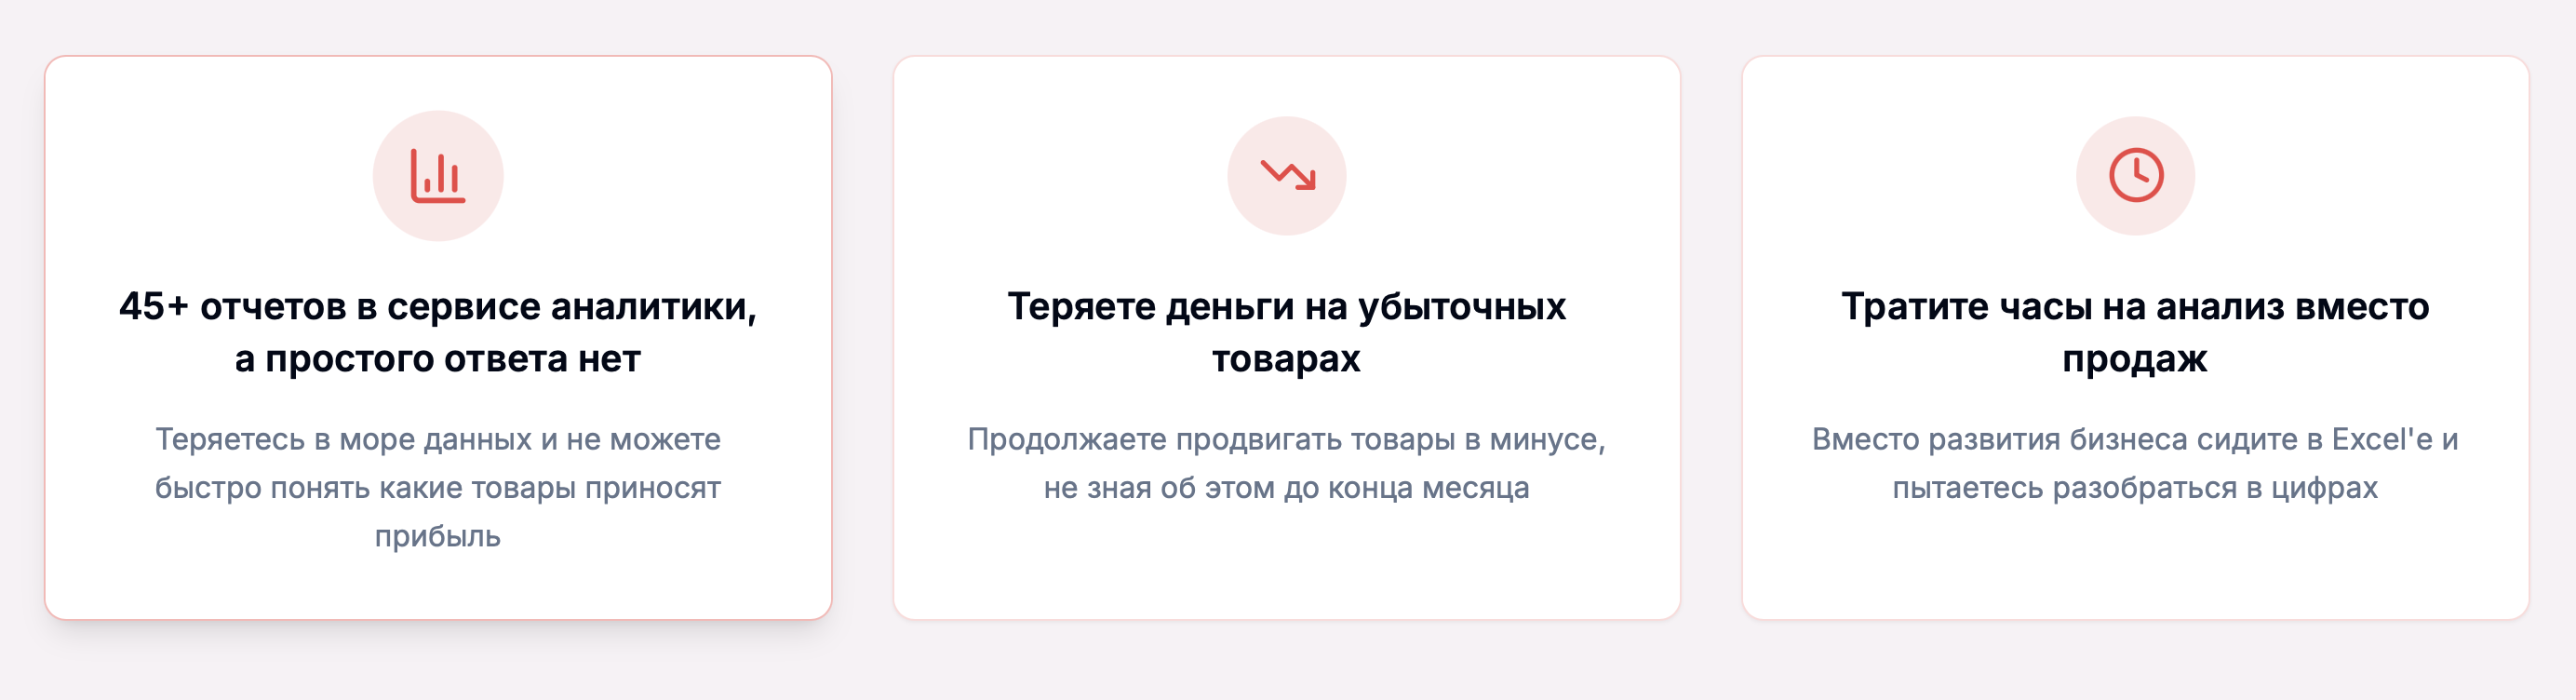 45+ отчетов в сервисе аналитики,
а простого ответа нет
Теряетесь в море данных и не можете
быстро понять какие товары приносят
прибыль
Теряете деньги на убыточных
товарах
Продолжаете продвигать товары в минусе,
не зная об этом до конца месяца
Тратите часы на анализ вместо
продаж
Вместо развития бизнеса сидите в Excel'е и
пытаетесь разобраться в цифрах